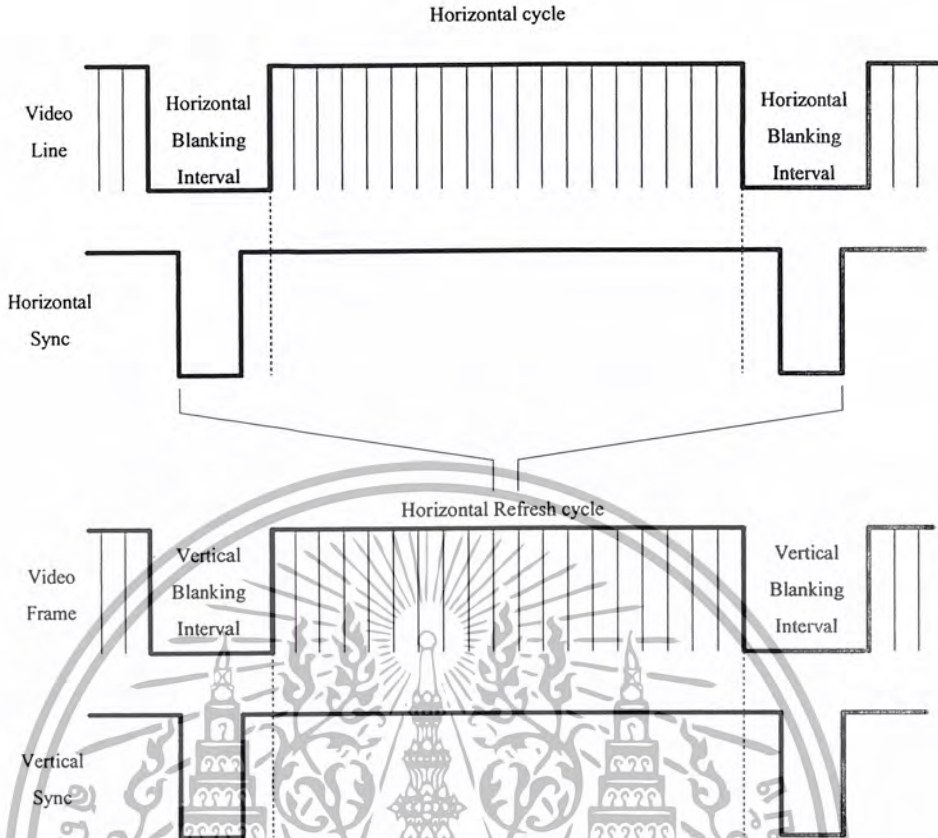 Horizontal cycle
Video
Line
Horizontal
Blanking
Interval
Horizontal
Blanking
Interval
Horizontal
Sync
Horizontal Refresh cycle
Video
Frame
Vertical
Blanking
Interval
Vertical
Blanking
Interval
Vertical
Sync